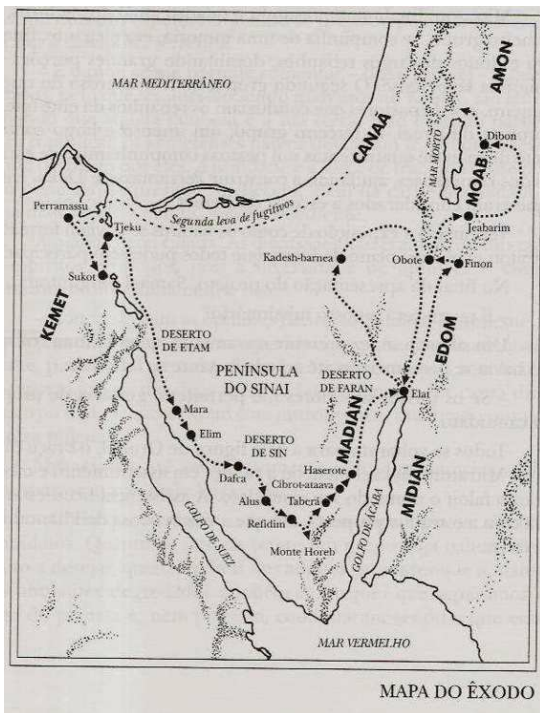 MAR MEDITERRÂNEO
CANAÃ
AMON
Dibon
MAR MORTO
MOAB
Jeabarim
Perramassu
Tjeku
Segunda leva de fugitivos
Kadesh-barnea
Obote
Finon
Sukot
KEMET
DESERTO
DE ETAM
PENÍNSULA
DO SINAI
DESERTO
DE FARAN
EDOM
Elat
Mara
Elim
DESERTO
DE SIN
MADIAN
MIDIAN
Dafca
Haserote
Cibrot-ataava
Alus
Taberá
Refidim
GOLFO DE SUEZ
GOLFO DE ÁCABA
Monte Horeb
MAR VERMELHO
MAPA DO ÊXODO